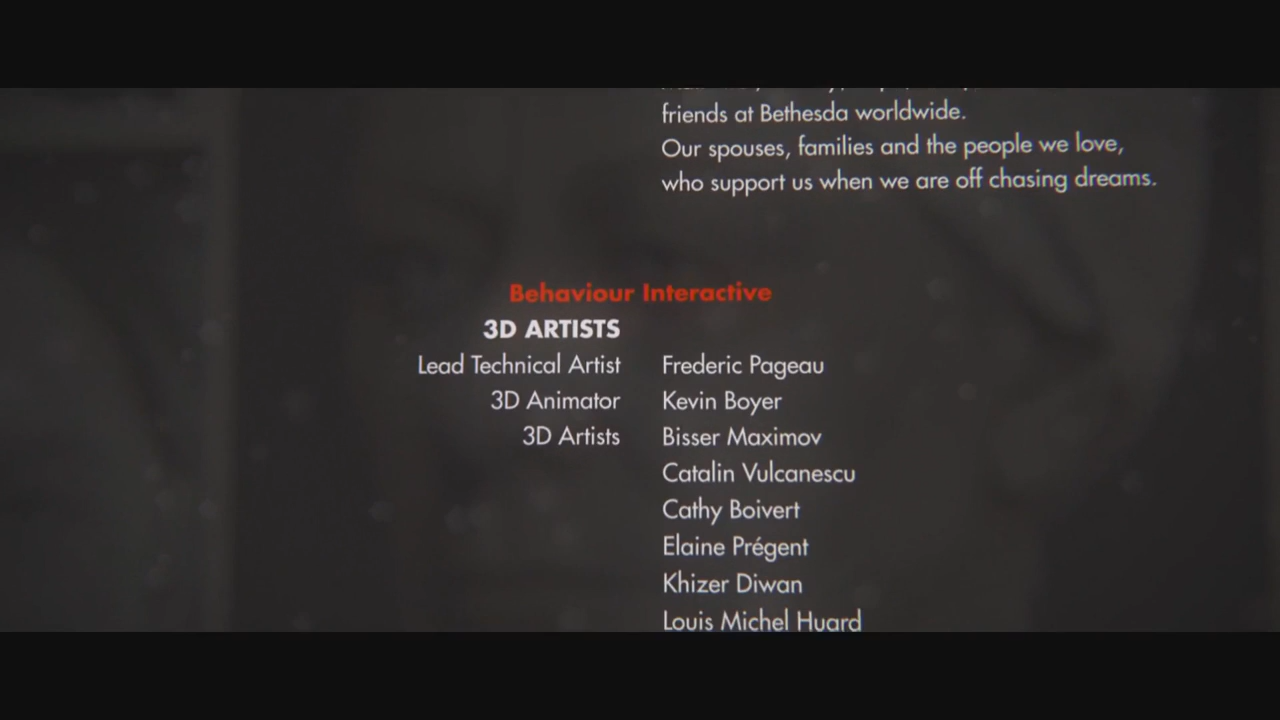 friends at Bethesda worldwide.
Our spouses, families and the people we love,
who support us when we are off chasing dreams.
Behaviour Interactive
3D ARTISTS
Lead Technical Artist Frederic Pageau
3D Animator Kevin Boyer
3D Artists Bisser Maximov
Catalin Vulcanescu
Cathy Boivert
Elaine Prégent
Khizer Diwan
Louis Michel Huard